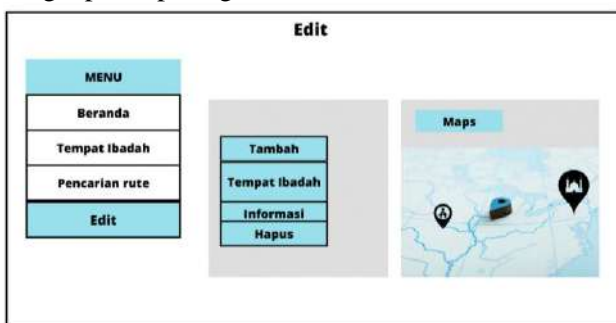 Edit
MENU
Beranda
Tempat Ibadah
Pencarian rute
Edit
Tambah
Tempat Ibadah
Informasi
Hapus
Maps